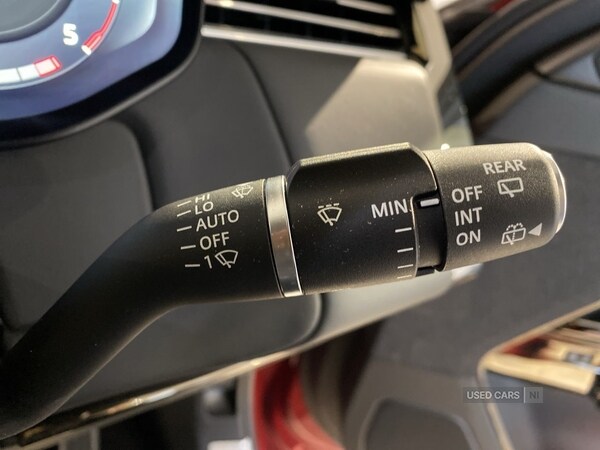 5
HI
LO
AUTO
OFF
1
MIN
REAR
OFF
INT
ON
USED CARS NI